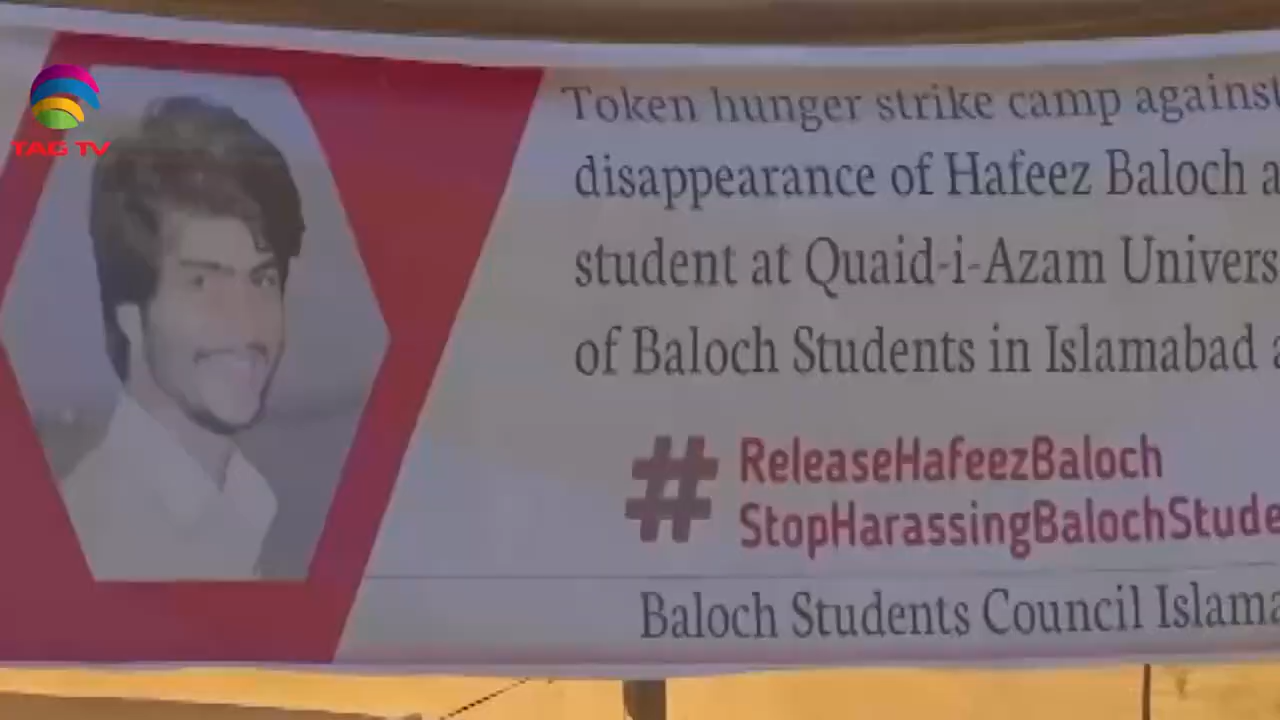 TAG TV
Token hunger strike camp against
disappearance of Hafeez Baloch a
student at Quaid-i-Azam Univers
of Baloch Students in Islamabad a
# ReleaseHafeezBaloch
StopHarassingBalochStude
Baloch Students Council Islama